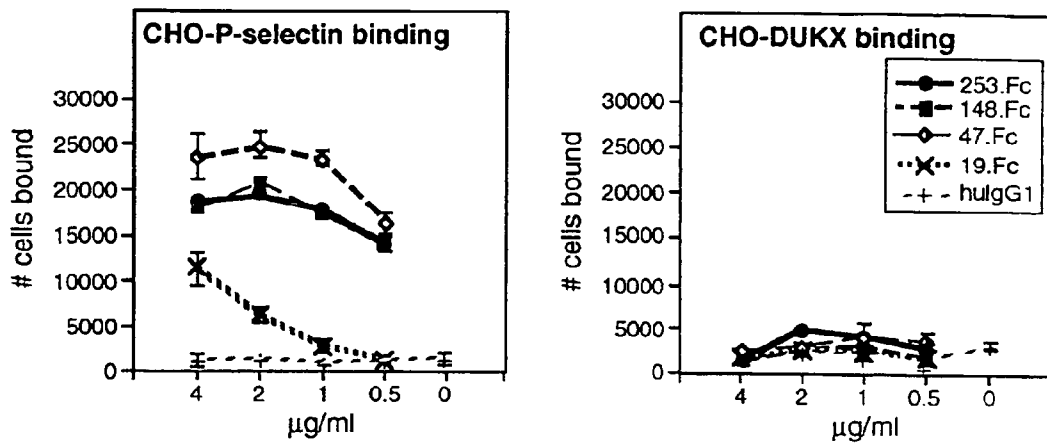 CHO-P-selectin binding
# cells bound
30000
25000
20000
15000
10000
5000
0
4 2 1 0.5 0
µg/ml
CHO-DUKX binding
# cells bound
30000
25000
20000
15000
10000
5000
0
4 2 1 0.5 0
µg/ml
253.Fc
148.Fc
47.Fc
19.Fc
huIgG1